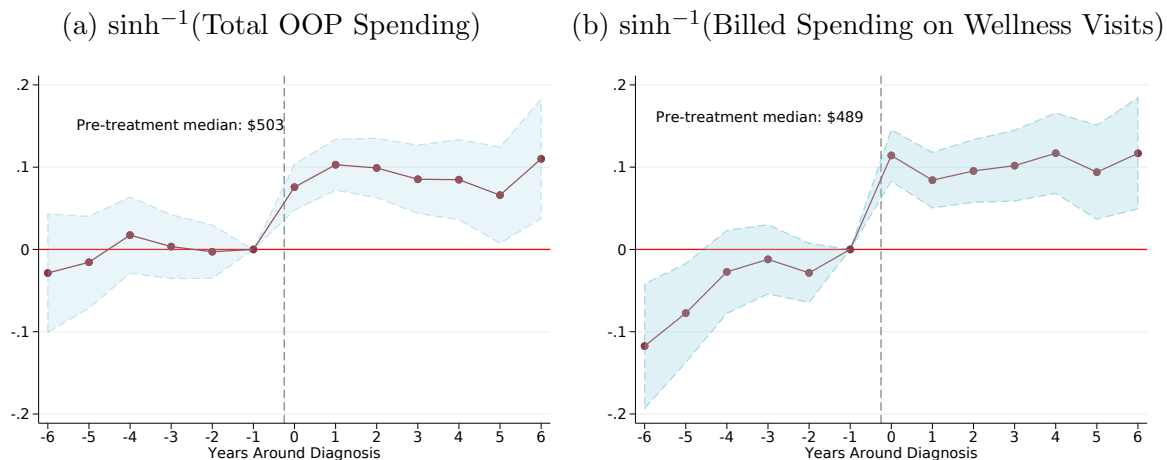 (a) sinh⁻¹(Total OOP Spending)
.2
.1
0
-.1
-.2
Pre-treatment median: $503
-6 -5 -4 -3 -2 -1 0 1 2 3 4 5 6
Years Around Diagnosis
(b) sinh⁻¹(Billed Spending on Wellness Visits)
.2
.1
0
-.1
-.2
Pre-treatment median: $489
-6 -5 -4 -3 -2 -1 0 1 2 3 4 5 6
Years Around Diagnosis